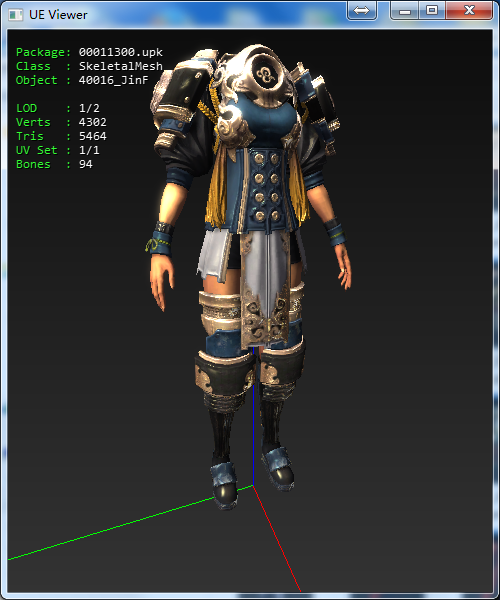 UE Viewer
Package: 00011300.upk
Class : SkeletalMesh
Object : 40016_JinF
LOD : 1/2
Verts : 4302
Tris : 5464
UV Set : 1/1
Bones : 94